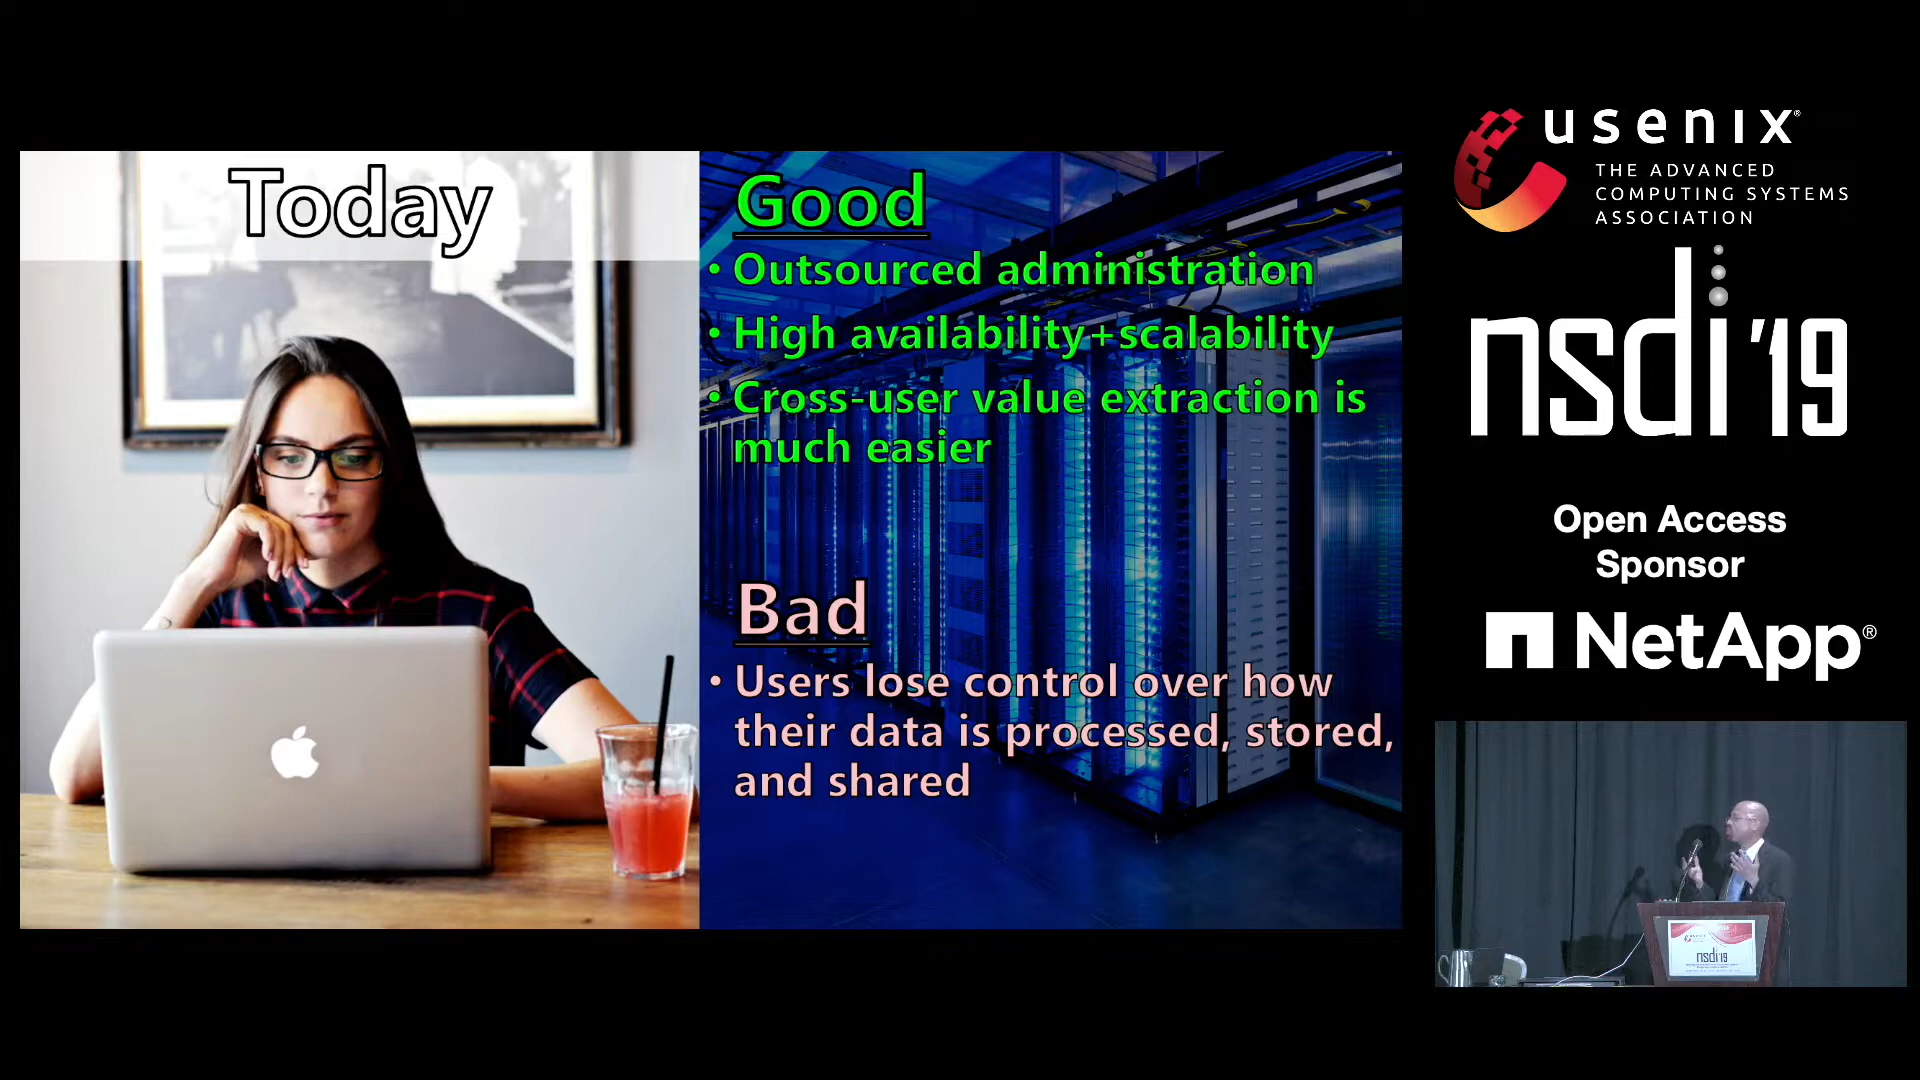 Today
Good
• Outsourced administration
• High availability+scalability
• Cross-user value extraction is
much easier
Bad
• Users lose control over how
their data is processed, stored,
and shared
usenix®
THE ADVANCED
COMPUTING SYSTEMS
ASSOCIATION
nsdi'19
Open Access
Sponsor
NetApp®
nsdi'19